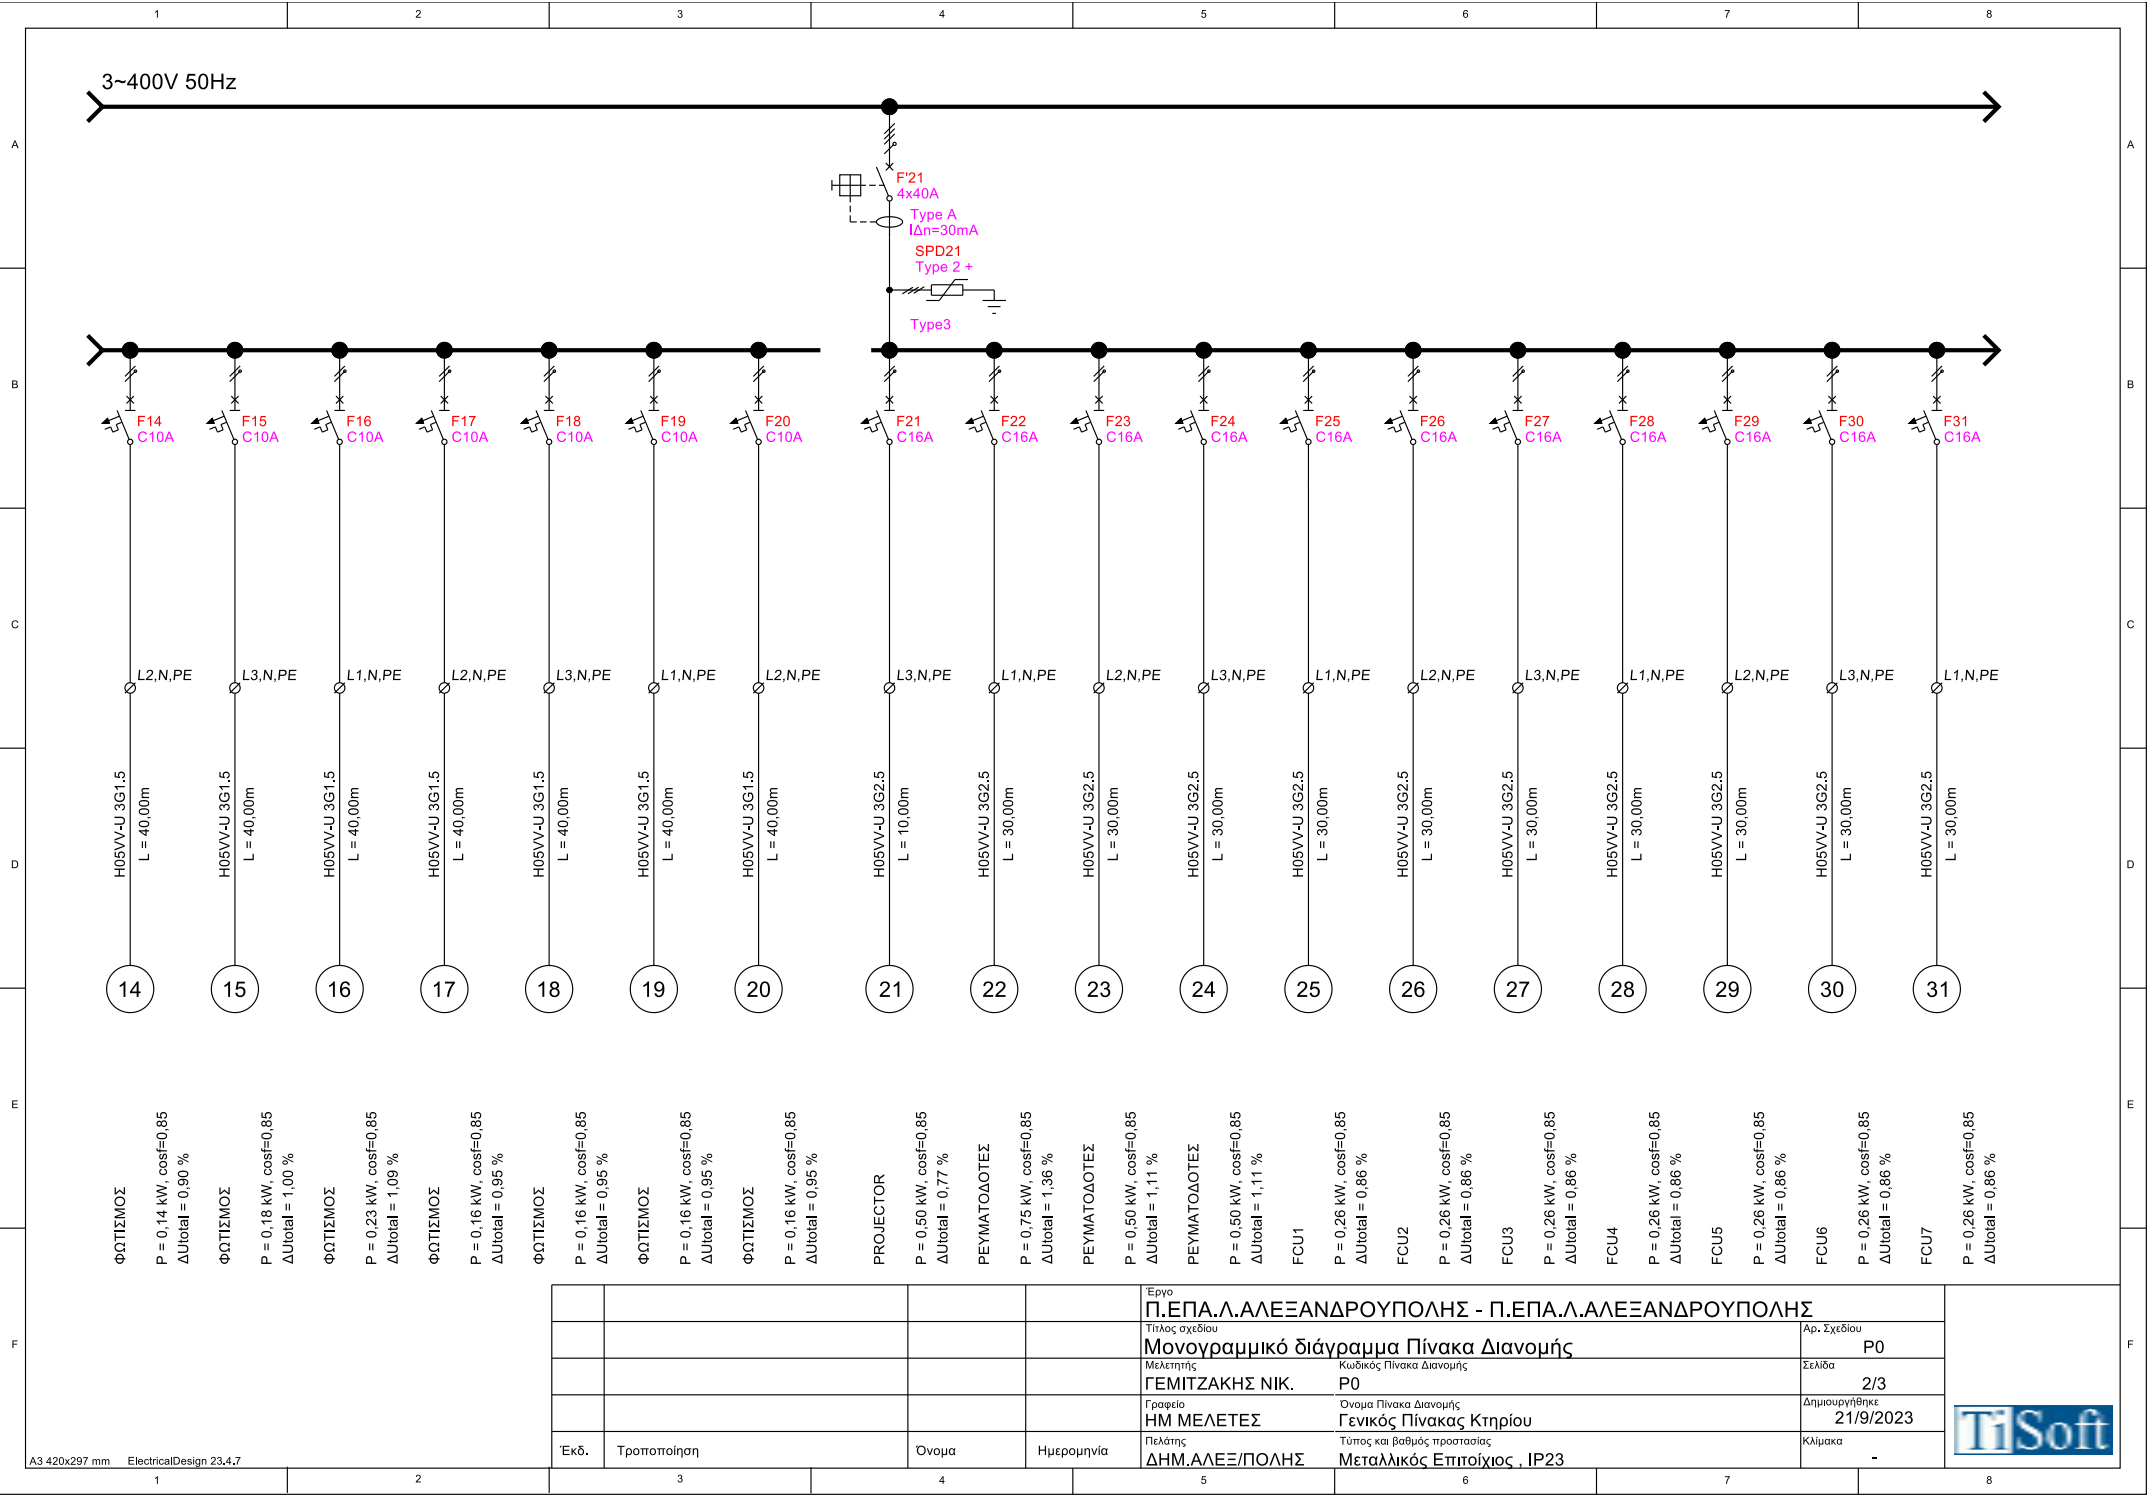 1 2 3 4 5 6 7 8
3~400V 50Hz
A A
F'21
4x40A
Type A
IΔn=30mA
SPD21
Type 2 +
Type3
B B
F14 F15 F16 F17 F18 F19 F20 F21 F22 F23 F24 F25 F26 F27 F28 F29 F30 F31
C10A C10A C10A C10A C10A C10A C10A C16A C16A C16A C16A C16A C16A C16A C16A C16A C16A C16A
C C
L2,N,PE L3,N,PE L1,N,PE L2,N,PE L3,N,PE L1,N,PE L2,N,PE L3,N,PE L1,N,PE L2,N,PE L3,N,PE L1,N,PE L2,N,PE L3,N,PE L1,N,PE L2,N,PE L3,N,PE L1,N,PE
D D
H05VV-U 3G1.5
L = 40,00m
H05VV-U 3G1.5
L = 40,00m
H05VV-U 3G1.5
L = 40,00m
H05VV-U 3G1.5
L = 40,00m
H05VV-U 3G1.5
L = 40,00m
H05VV-U 3G1.5
L = 40,00m
H05VV-U 3G1.5
L = 40,00m
H05VV-U 3G2.5
L = 10,00m
H05VV-U 3G2.5
L = 30,00m
H05VV-U 3G2.5
L = 30,00m
H05VV-U 3G2.5
L = 30,00m
H05VV-U 3G2.5
L = 30,00m
H05VV-U 3G2.5
L = 30,00m
H05VV-U 3G2.5
L = 30,00m
H05VV-U 3G2.5
L = 30,00m
H05VV-U 3G2.5
L = 30,00m
H05VV-U 3G2.5
L = 30,00m
H05VV-U 3G2.5
L = 30,00m
14 15 16 17 18 19 20 21 22 23 24 25 26 27 28 29 30 31
E E
ΦΩΤΙΣΜΟΣ
P = 0,14 kW, cosf=0,85
ΔUtotal = 0,90 %
ΦΩΤΙΣΜΟΣ
P = 0,18 kW, cosf=0,85
ΔUtotal = 1,00 %
ΦΩΤΙΣΜΟΣ
P = 0,23 kW, cosf=0,85
ΔUtotal = 1,09 %
ΦΩΤΙΣΜΟΣ
P = 0,16 kW, cosf=0,85
ΔUtotal = 0,95 %
ΦΩΤΙΣΜΟΣ
P = 0,16 kW, cosf=0,85
ΔUtotal = 0,95 %
ΦΩΤΙΣΜΟΣ
P = 0,16 kW, cosf=0,85
ΔUtotal = 0,95 %
ΦΩΤΙΣΜΟΣ
P = 0,16 kW, cosf=0,85
ΔUtotal = 0,95 %
PROJECTOR
P = 0,50 kW, cosf=0,85
ΔUtotal = 0,77 %
ΡΕΥΜΑΤΟΔΟΤΕΣ
P = 0,75 kW, cosf=0,85
ΔUtotal = 1,36 %
ΡΕΥΜΑΤΟΔΟΤΕΣ
P = 0,50 kW, cosf=0,85
ΔUtotal = 1,11 %
ΡΕΥΜΑΤΟΔΟΤΕΣ
P = 0,50 kW, cosf=0,85
ΔUtotal = 1,11 %
FCU1
P = 0,26 kW, cosf=0,85
ΔUtotal = 0,86 %
FCU2
P = 0,26 kW, cosf=0,85
ΔUtotal = 0,86 %
FCU3
P = 0,26 kW, cosf=0,85
ΔUtotal = 0,86 %
FCU4
P = 0,26 kW, cosf=0,85
ΔUtotal = 0,86 %
FCU5
P = 0,26 kW, cosf=0,85
ΔUtotal = 0,86 %
FCU6
P = 0,26 kW, cosf=0,85
ΔUtotal = 0,86 %
FCU7
P = 0,26 kW, cosf=0,85
ΔUtotal = 0,86 %
F F
Έργο
Π.ΕΠΑ.Λ.ΑΛΕΞΑΝΔΡΟΥΠΟΛΗΣ - Π.ΕΠΑ.Λ.ΑΛΕΞΑΝΔΡΟΥΠΟΛΗΣ
Τίτλος σχεδίου Αρ. Σχεδίου
Μονογραμμικό διάγραμμα Πίνακα Διανομής P0
Μελετητής Κωδικός Πίνακα Διανομής Σελίδα
ΓΕΜΙΤΖΑΚΗΣ ΝΙΚ. P0 2/3
Γραφείο Όνομα Πίνακα Διανομής Δημιουργήθηκε
ΗΜ ΜΕΛΕΤΕΣ Γενικός Πίνακας Κτηρίου 21/9/2023
Πελάτης Τύπος και βαθμός προστασίας Κλίμακα
ΔΗΜ.ΑΛΕΞ/ΠΟΛΗΣ Μεταλλικός Επιτοίχιος , IP23 -
Έκδ. Τροποποίηση Όνομα Ημερομηνία
TiSoft
A3 420x297 mm ElectricalDesign 23.4.7
1 2 3 4 5 6 7 8